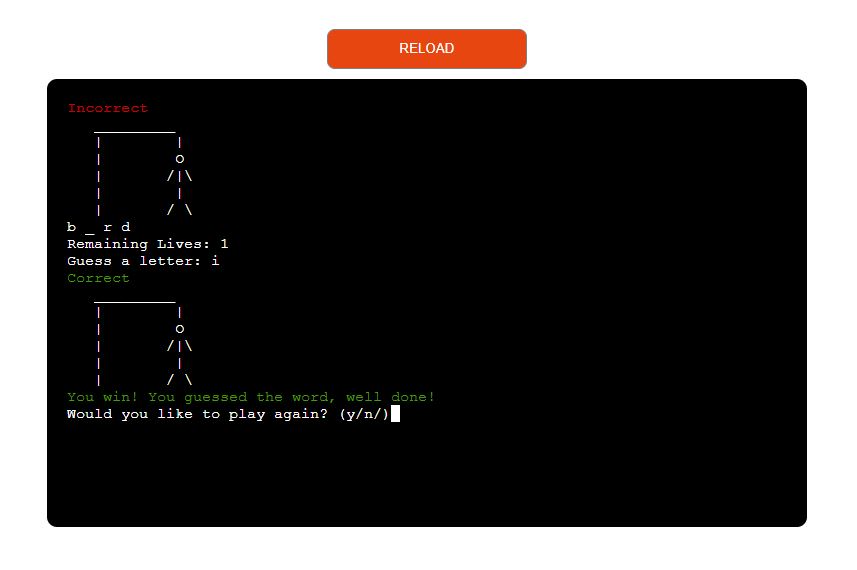 RELOAD
Incorrect
   _________
   |        |
   |        O
   |       /|\
   |        |
   |       / \
b _ r d
Remaining Lives: 1
Guess a letter: i
Correct
   _________
   |        |
   |        O
   |       /|\
   |        |
   |       / \
You win! You guessed the word, well done!
Would you like to play again? (y/n/)